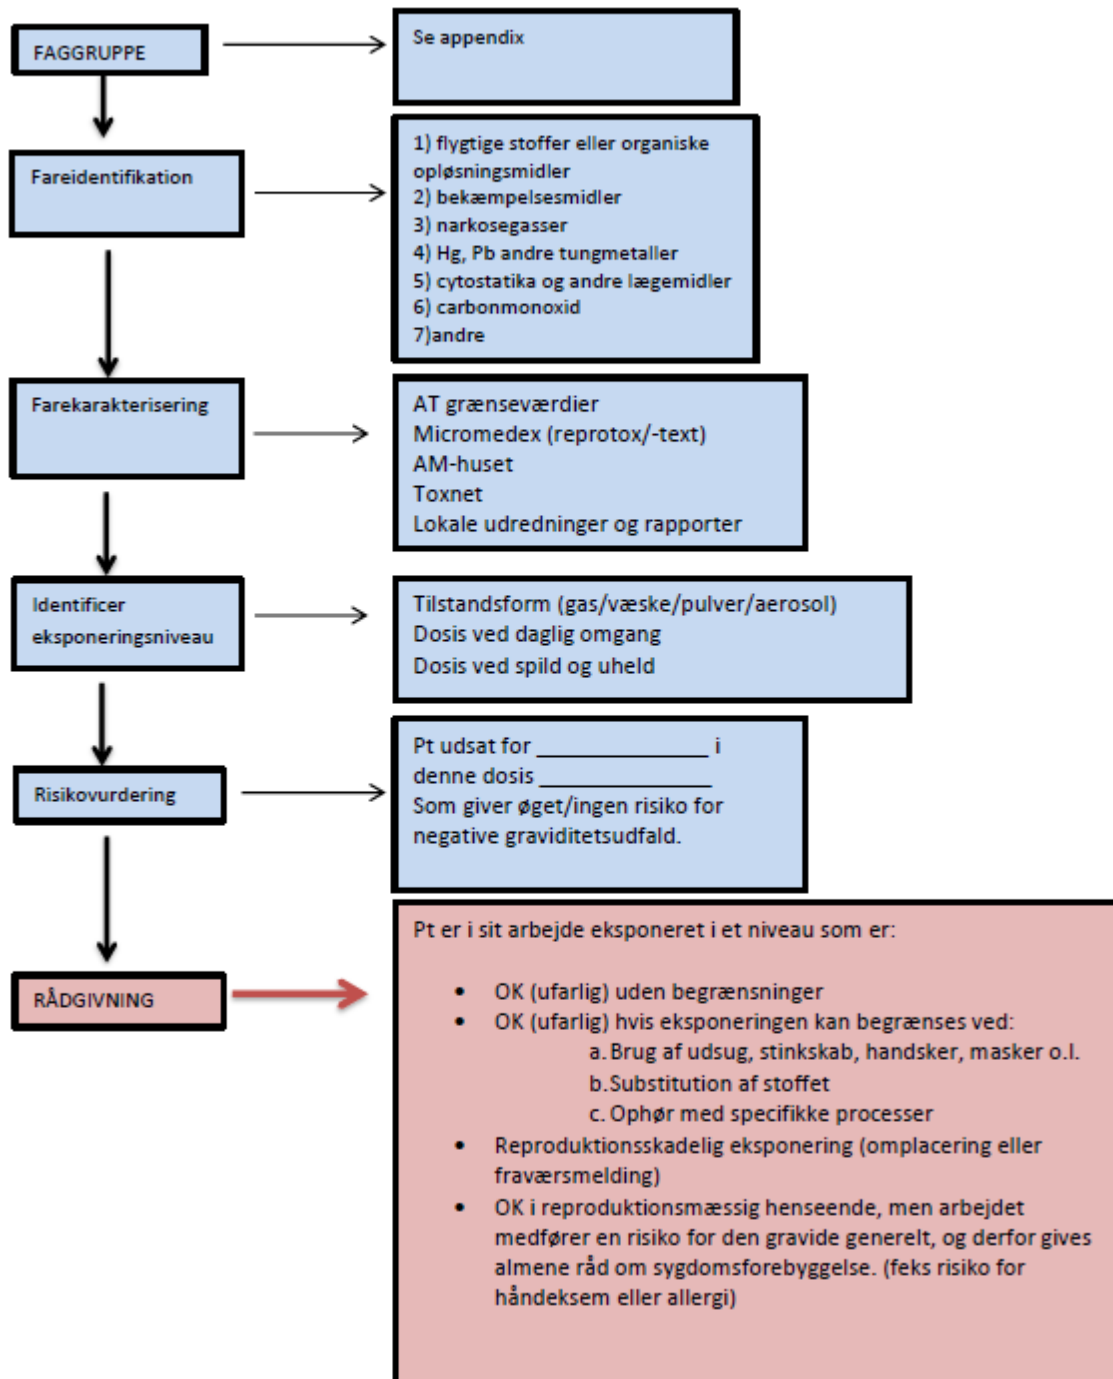 FAGGRUPPE
Se appendix
Fareidentifikation
1) flygtige stoffer eller organiske
opløsningsmidler
2) bekæmpelsesmidler
3) narkosegasser
4) Hg, Pb andre tungmetaller
5) cytostatika og andre lægemidler
6) carbonmonoxid
7)andre
Farekarakterisering
AT grænseværdier
Micromedex (reprotox/-text)
AM-huset
Toxnet
Lokale udredninger og rapporter
Identificer
eksponeringsniveau
Tilstandsform (gas/væske/pulver/aerosol)
Dosis ved daglig omgang
Dosis ved spild og uheld
Risikovurdering
Pt udsat for _______________ i
denne dosis _______________
Som giver øget/ingen risiko for
negative graviditetsudfald.
RÅDGIVNING
Pt er i sit arbejde eksponeret i et niveau som er:
• OK (ufarlig) uden begrænsninger
• OK (ufarlig) hvis eksponeringen kan begrænses ved:
a. Brug af udsug, stinkskab, handsker, masker o.l.
b. Substitution af stoffet
c. Ophør med specifikke processer
• Reproduktionsskadelig eksponering (omplacering eller
fraværsmelding)
• OK i reproduktionsmæssig henseende, men arbejdet
medfører en risiko for den gravide generelt, og derfor gives
almene råd om sygdomsforebyggelse. (feks risiko for
håndeksem eller allergi)